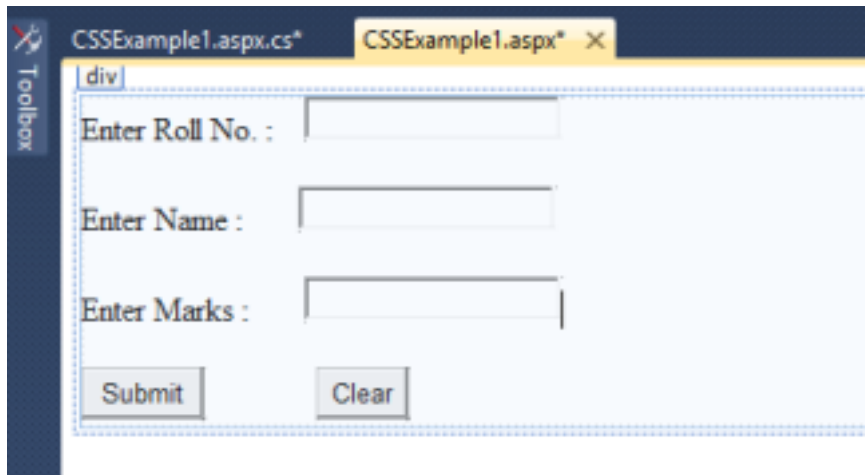 CSSExample1.aspx.cs* CSSExample1.aspx*
Toolbox
div
Enter Roll No. :
Enter Name :
Enter Marks :
Submit Clear